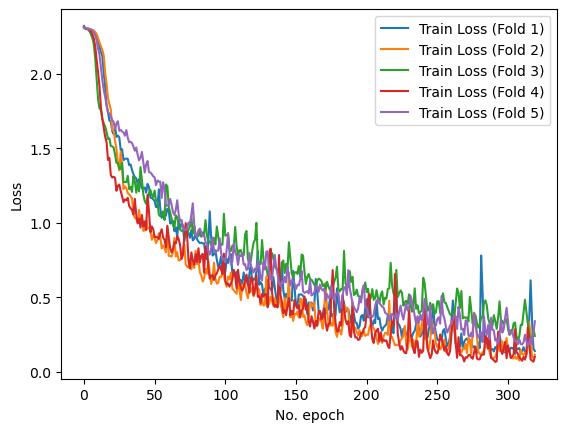 Train Loss (Fold 1)
Train Loss (Fold 2)
Train Loss (Fold 3)
Train Loss (Fold 4)
Train Loss (Fold 5)
2.0
1.5
1.0
0.5
0.0
Loss
0 50 100 150 200 250 300
No. epoch